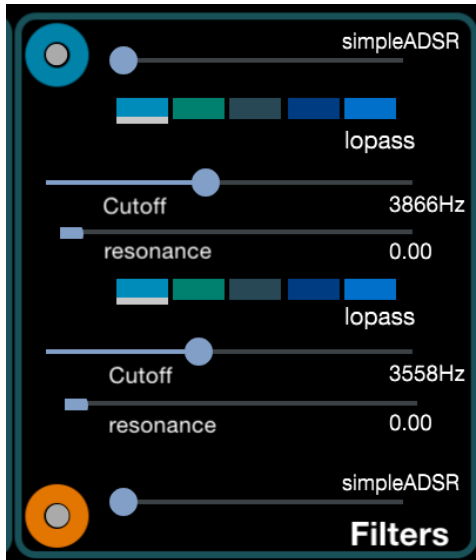 simpleADSR
lopass
Cutoff 3866Hz
resonance 0.00
lopass
Cutoff 3558Hz
resonance 0.00
simpleADSR
Filters